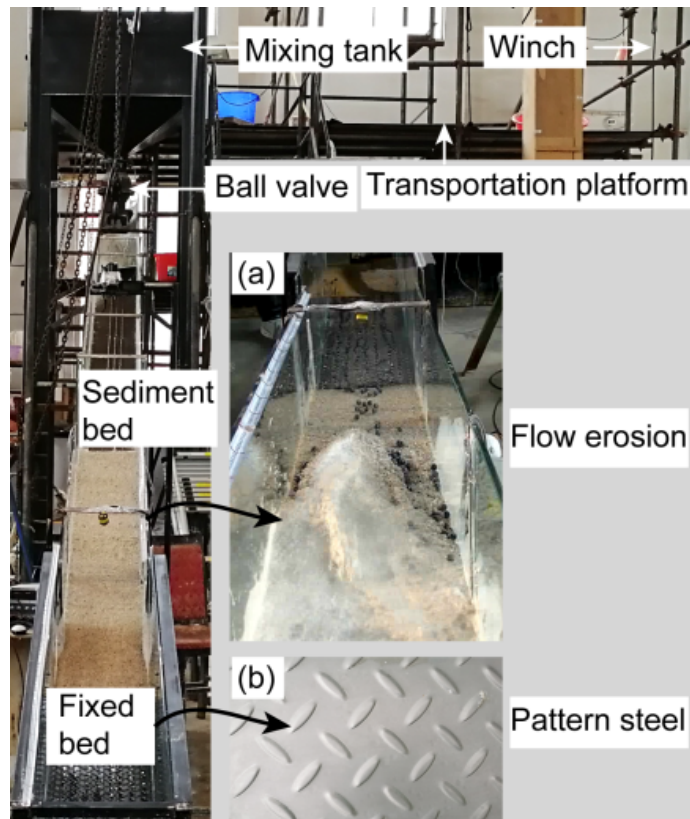 Mixing tank
Winch
Ball valve
Transportation platform
(a)
Sediment
bed
Flow erosion
(b)
Fixed
bed
Pattern steel